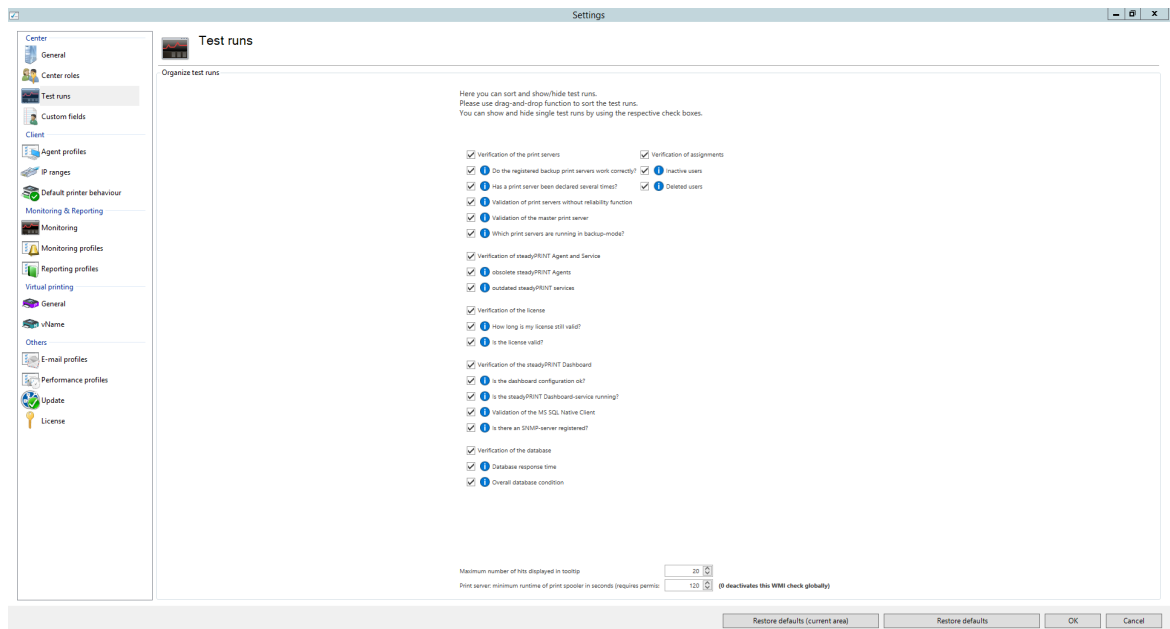 Settings
Center
General
Center roles
Test runs
Custom fields
Client
Agent profiles
IP ranges
Default printer behaviour
Monitoring & Reporting
Monitoring
Monitoring profiles
Reporting profiles
Virtual printing
General
vName
Others
E-mail profiles
Performance profiles
Update
License
Test runs
Organize test runs
Here you can sort and show/hide test runs.
Please use drag-and-drop function to sort the test runs.
You can show and hide single test runs by using the respective check boxes.
Verification of the print servers
Do the registered backup print servers work correctly?
Has a print server been declared several times?
Validation of print servers without reliability function
Validation of the master print server
Which print servers are running in backup-mode?
Verification of steadyPRINT Agent and Service
obsolete steadyPRINT Agents
outdated steadyPRINT services
Verification of the license
How long is my license still valid?
Is the license valid?
Verification of the steadyPRINT Dashboard
Is the dashboard configuration ok?
Is the steadyPRINT Dashboard-service running?
Validation of the MS SQL Native Client
Is there an SNMP-server registered?
Verification of the database
Database response time
Overall database condition
Verification of assignments
Inactive users
Deleted users
Maximum number of hits displayed in tooltip 20
Print server: minimum runtime of print spooler in seconds (requires permis: 120 (0 deactivates this WMI check globally)
Restore defaults (current area) Restore defaults OK Cancel